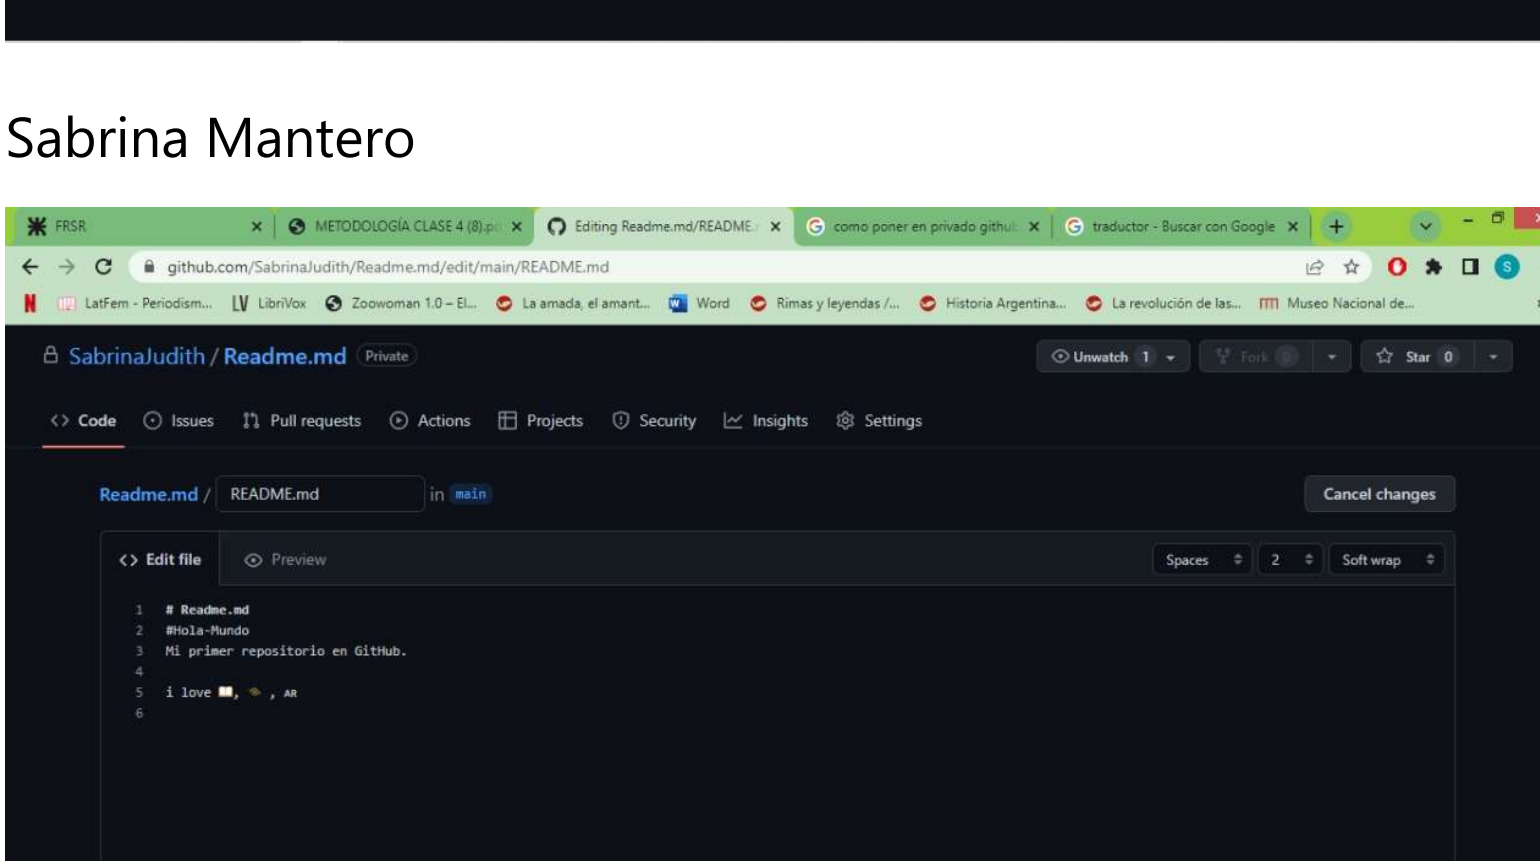 Sabrina Mantero
FRSR
METODOLOGÍA CLASE 4 (8).pd
Editing Readme.md/README.r
como poner en privado githul
traductor - Buscar con Google
github.com/SabrinaJudith/Readme.md/edit/main/README.md
S
N LatFem - Periodism... LV LibriVox Zoowoman 1.0 – El... La amada, el amant... Word Rimas y leyendas /... Historia Argentina... La revolución de las... Museo Nacional de...
SabrinaJudith / Readme.md Private Unwatch 1 Fork 0 Star 0
<> Code Issues Pull requests Actions Projects Security Insights Settings
Readme.md / README.md in main Cancel changes
<> Edit file Preview Spaces 2 Soft wrap
1 # Readme.md
2 #Hola-Mundo
3 Mi primer repositorio en GitHub.
4
5 i love 📖, , AR
6